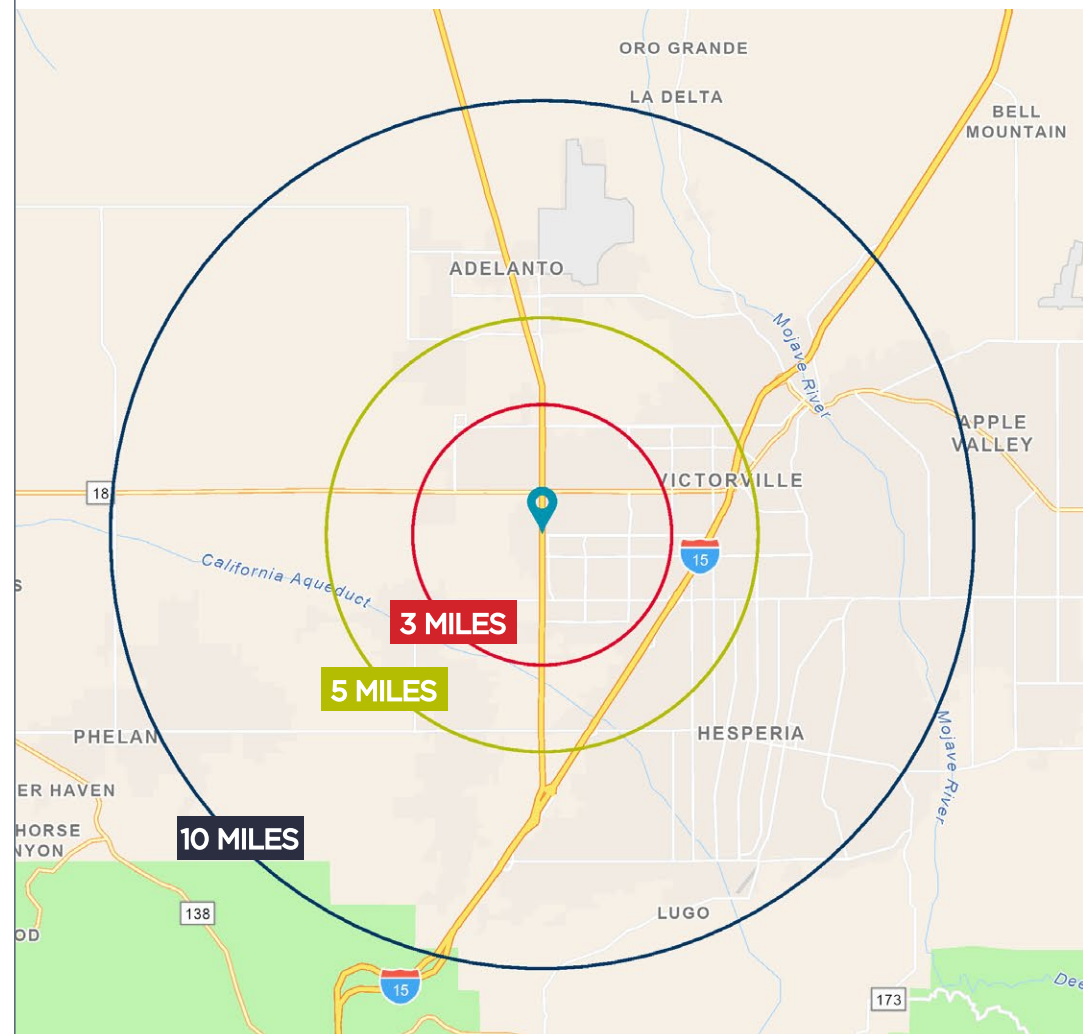 ORO GRANDE
LA DELTA
BELL
MOUNTAIN
ADELANTO
Mojave River
APPLE
VALLEY
VICTORVILLE
18
15
California Aqueduct
S
3 MILES
5 MILES
HESPERIA
PHELAN
Mojave River
ER HAVEN
10 MILES
HORSE
NYON
138
LUGO
OD
15
173
Dee